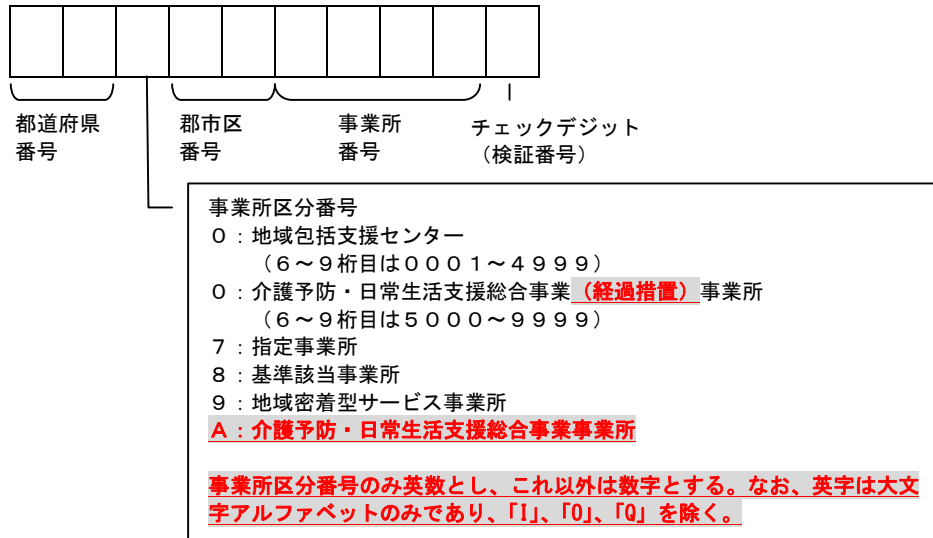 都道府県
番号
郡市区
番号
事業所
番号
チェックデジット
（検証番号）
事業所区分番号
０：地域包括支援センター
（６～９桁目は０００１～４９９９）
０：介護予防・日常生活支援総合事業（経過措置）事業所
（６～９桁目は５０００～９９９９）
７：指定事業所
８：基準該当事業所
９：地域密着型サービス事業所
Ａ：介護予防・日常生活支援総合事業事業所
事業所区分番号のみ英数とし、これ以外は数字とする。なお、英字は大文
字アルファベットのみであり、「I」、「O」、「Q」を除く。